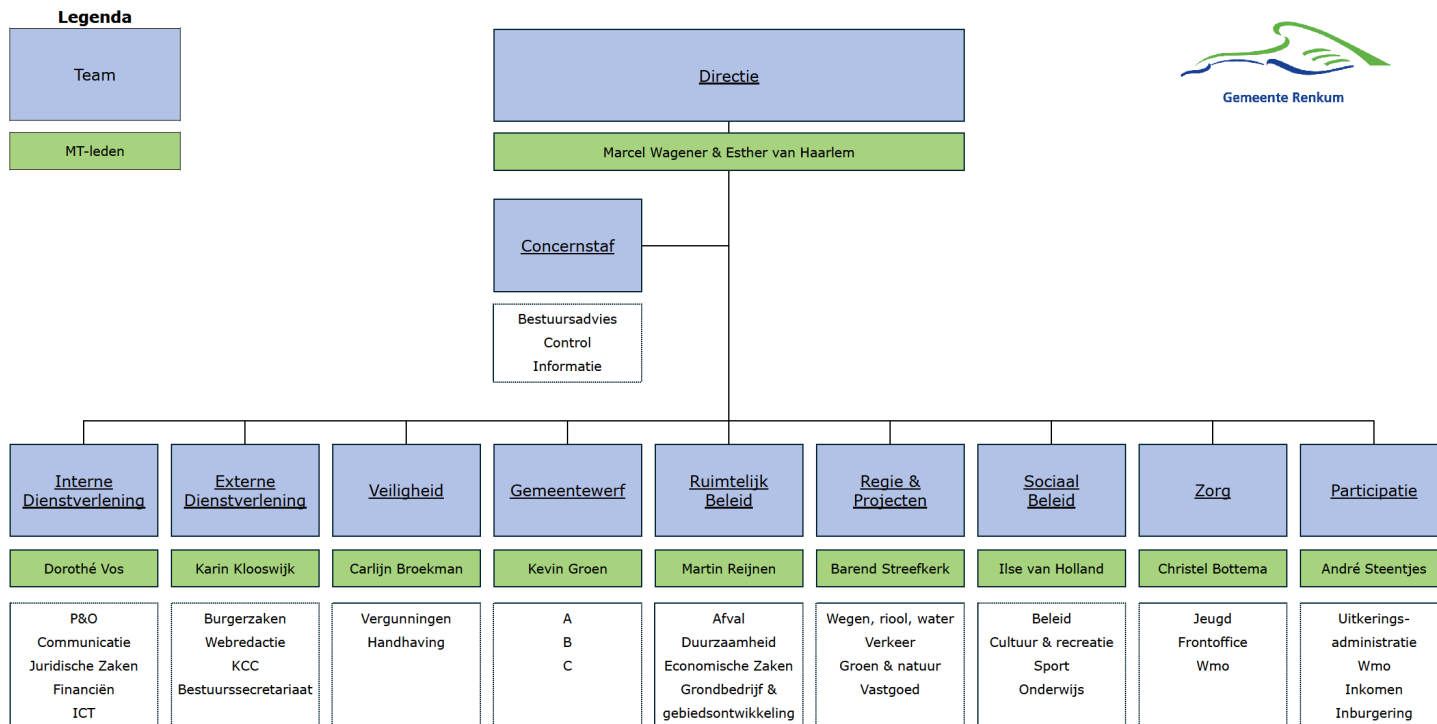 Legenda
Team
MT-leden
Directie
Marcel Wagener & Esther van Haarlem
Gemeente Renkum
Concernstaf
Bestuursadvies
Control
Informatie
Interne
Dienstverlening
Dorothé Vos
P&O
Communicatie
Juridische Zaken
Financiën
ICT
Externe
Dienstverlening
Karin Klooswijk
Burgerzaken
Webredactie
KCC
Bestuurssecretariaat
Veiligheid
Carlijn Broekman
Vergunningen
Handhaving
Gemeentewerf
Kevin Groen
A
B
C
Ruimtelijk
Beleid
Martin Reijnen
Afval
Duurzaamheid
Economische Zaken
Grondbedrijf &
gebiedsontwikkeling
Regie &
Projecten
Barend Streefkerk
Wegen, riool, water
Verkeer
Groen & natuur
Vastgoed
Sociaal
Beleid
Ilse van Holland
Beleid
Cultuur & recreatie
Sport
Onderwijs
Zorg
Christel Bottema
Jeugd
Frontoffice
Wmo
Participatie
André Steentjes
Uitkerings-
administratie
Wmo
Inkomen
Inburgering